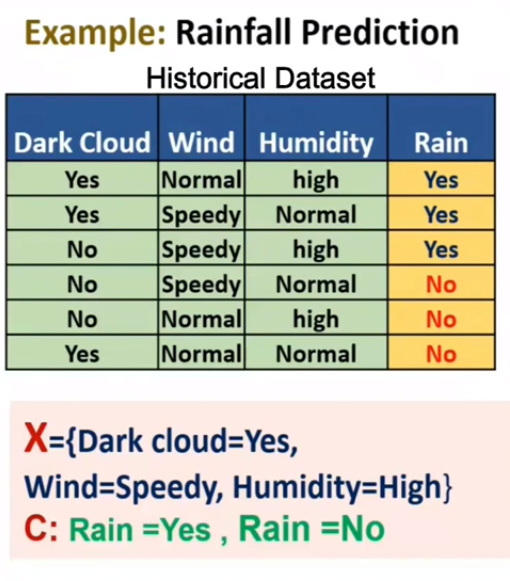 Example: Rainfall Prediction
Historical Dataset
Dark Cloud Wind Humidity Rain
Yes Normal high Yes
Yes Speedy Normal Yes
No Speedy high Yes
No Speedy Normal No
No Normal high No
Yes Normal Normal No
X={Dark cloud=Yes,
Wind=Speedy, Humidity=High}
C: Rain =Yes , Rain =No